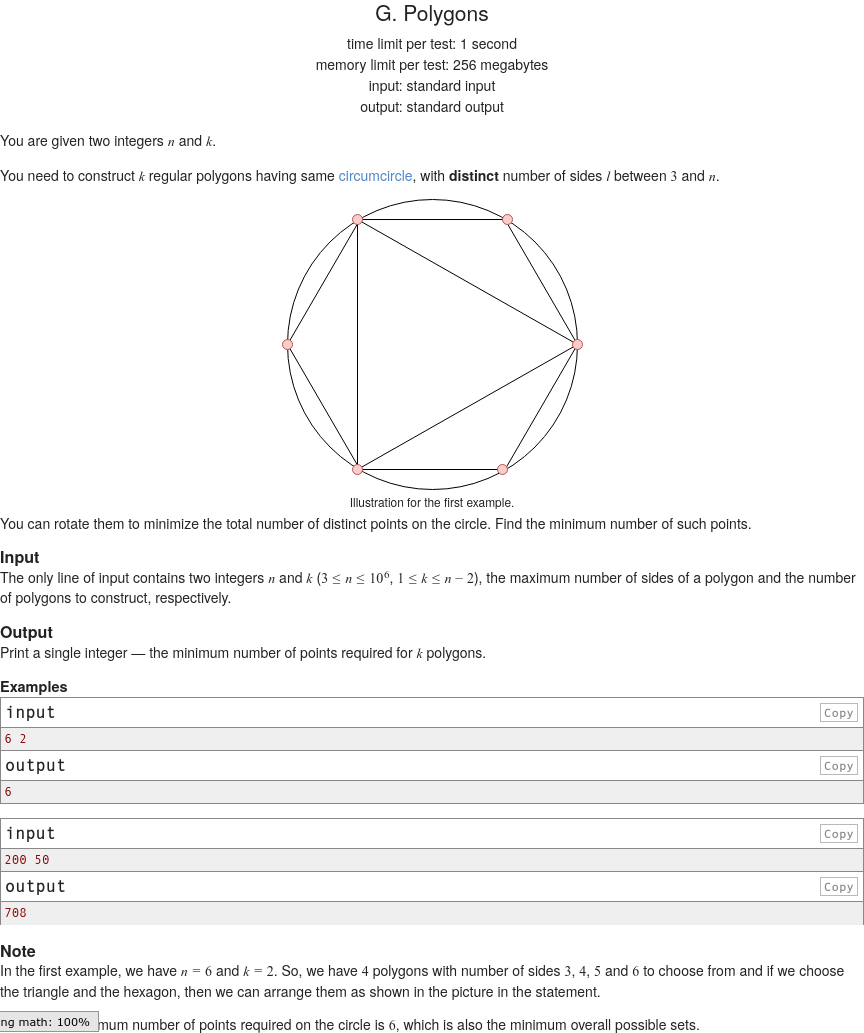 G. Polygons
time limit per test: 1 second
memory limit per test: 256 megabytes
input: standard input
output: standard output
You are given two integers n and k.
You need to construct k regular polygons having same circumcircle, with distinct number of sides l between 3 and n.
Illustration for the first example.
You can rotate them to minimize the total number of distinct points on the circle. Find the minimum number of such points.
Input
The only line of input contains two integers n and k (3 ≤ n ≤ 10⁶, 1 ≤ k ≤ n − 2), the maximum number of sides of a polygon and the number
of polygons to construct, respectively.
Output
Print a single integer — the minimum number of points required for k polygons.
Examples
input
Copy
6 2
output
Copy
6
input
Copy
200 50
output
Copy
708
Note
In the first example, we have n = 6 and k = 2. So, we have 4 polygons with number of sides 3, 4, 5 and 6 to choose from and if we choose
the triangle and the hexagon, then we can arrange them as shown in the picture in the statement.
ng math: 100%
mum number of points required on the circle is 6, which is also the minimum overall possible sets.